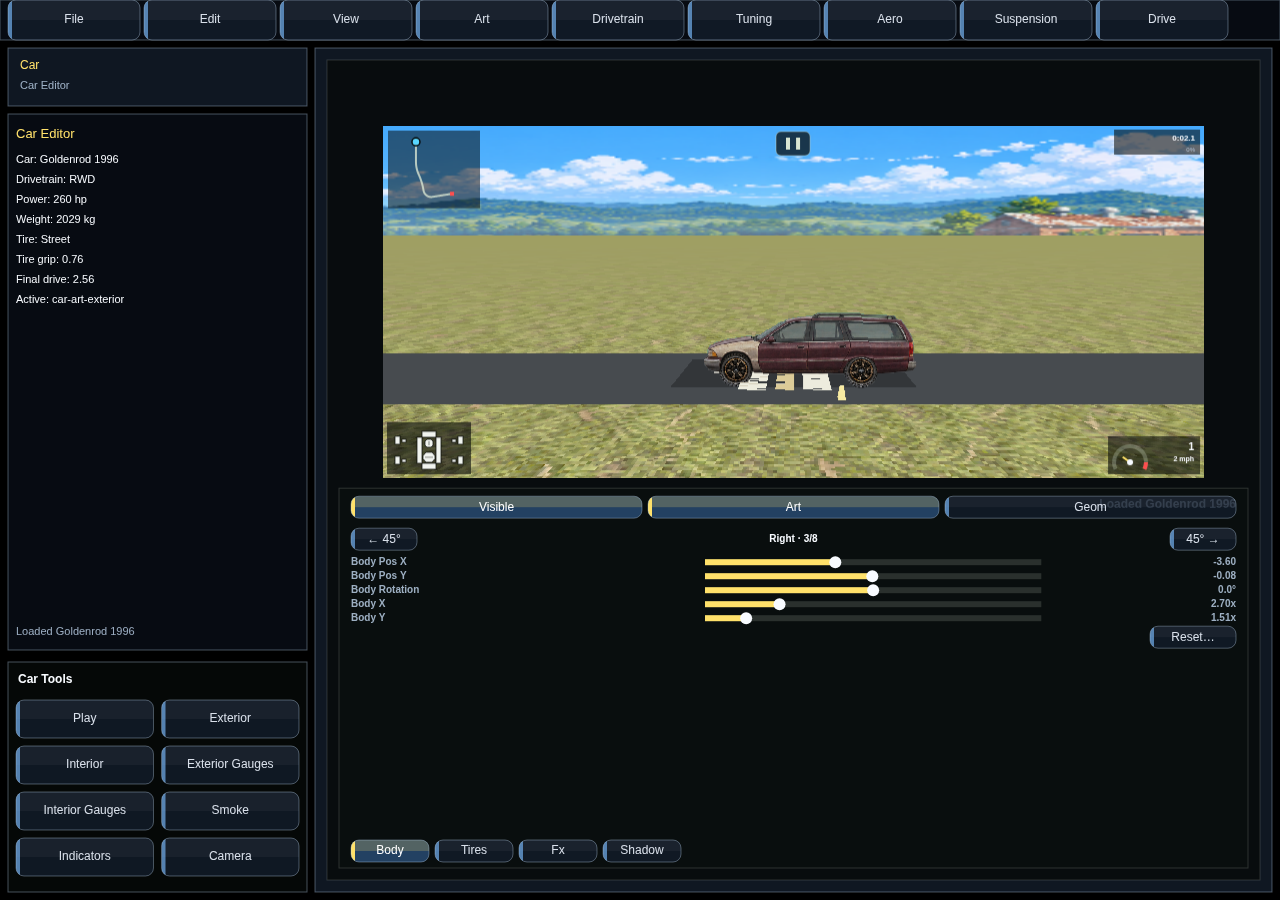 File
Edit
View
Art
Drivetrain
Tuning
Aero
Suspension
Drive
Car
Car Editor
Car Editor
Car: Goldenrod 1996
Drivetrain: RWD
Power: 260 hp
Weight: 2029 kg
Tire: Street
Tire grip: 0.76
Final drive: 2.56
Active: car-art-exterior
Loaded Goldenrod 1996
Car Tools
Play
Exterior
Interior
Exterior Gauges
Interior Gauges
Smoke
Indicators
Camera
0:02.1
0%
1
2 mph
Visible
Art
Geom
Loaded Goldenrod 1996
← 45°
Right · 3/8
45° →
Body Pos X -3.60
Body Pos Y -0.08
Body Rotation 0.0°
Body X 2.70x
Body Y 1.51x
Reset…
Body
Tires
Fx
Shadow